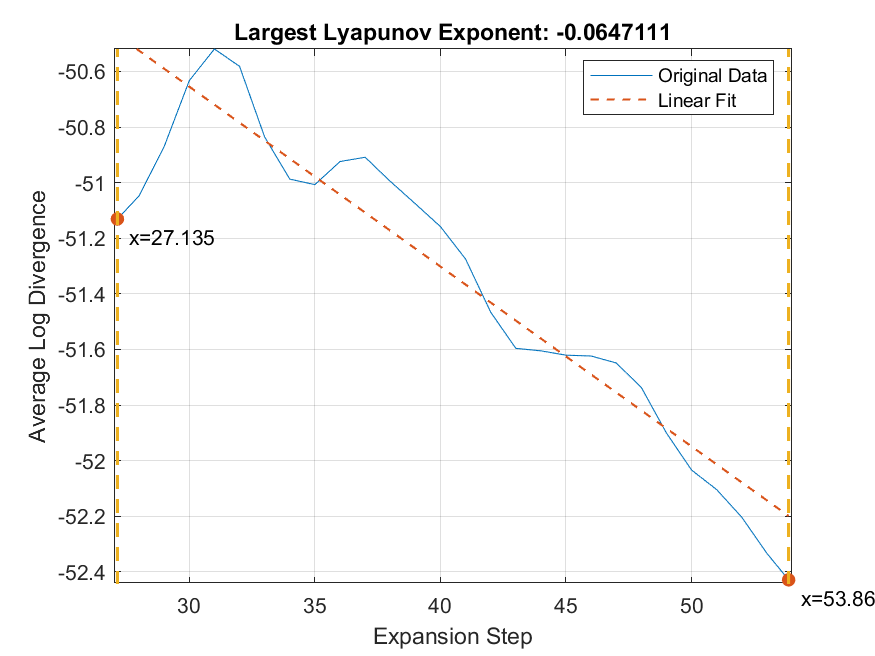 Largest Lyapunov Exponent: -0.0647111
Original Data
Linear Fit
-50.6
-50.8
-51
-51.2
-51.4
-51.6
-51.8
-52
-52.2
-52.4
Average Log Divergence
x=27.135
x=53.86
30
35
40
45
50
Expansion Step